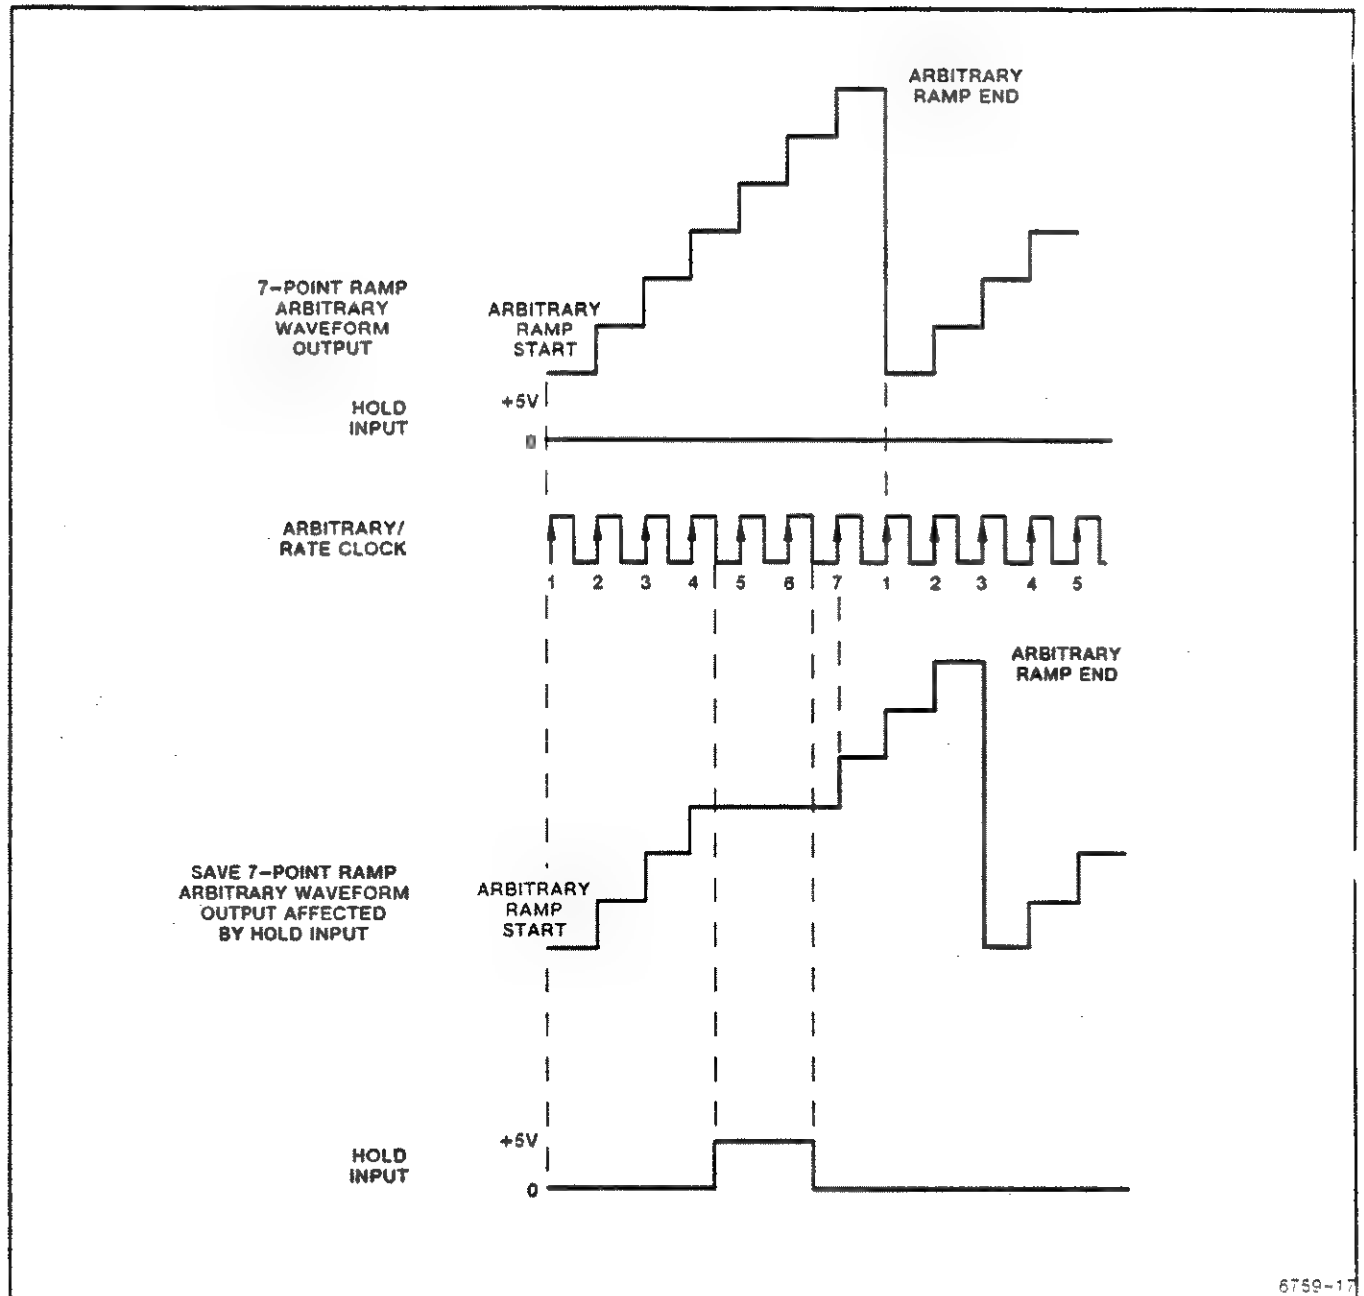 ARBITRARY
RAMP END
7-POINT RAMP
ARBITRARY
WAVEFORM
OUTPUT
ARBITRARY
RAMP
START
HOLD
INPUT
+5V
0
ARBITRARY/
RATE CLOCK
1 2 3 4 5 6 7 1 2 3 4 5
ARBITRARY
RAMP END
SAVE 7-POINT RAMP
ARBITRARY WAVEFORM
OUTPUT AFFECTED
BY HOLD INPUT
ARBITRARY
RAMP
START
HOLD
INPUT
+5V
0
6759-17